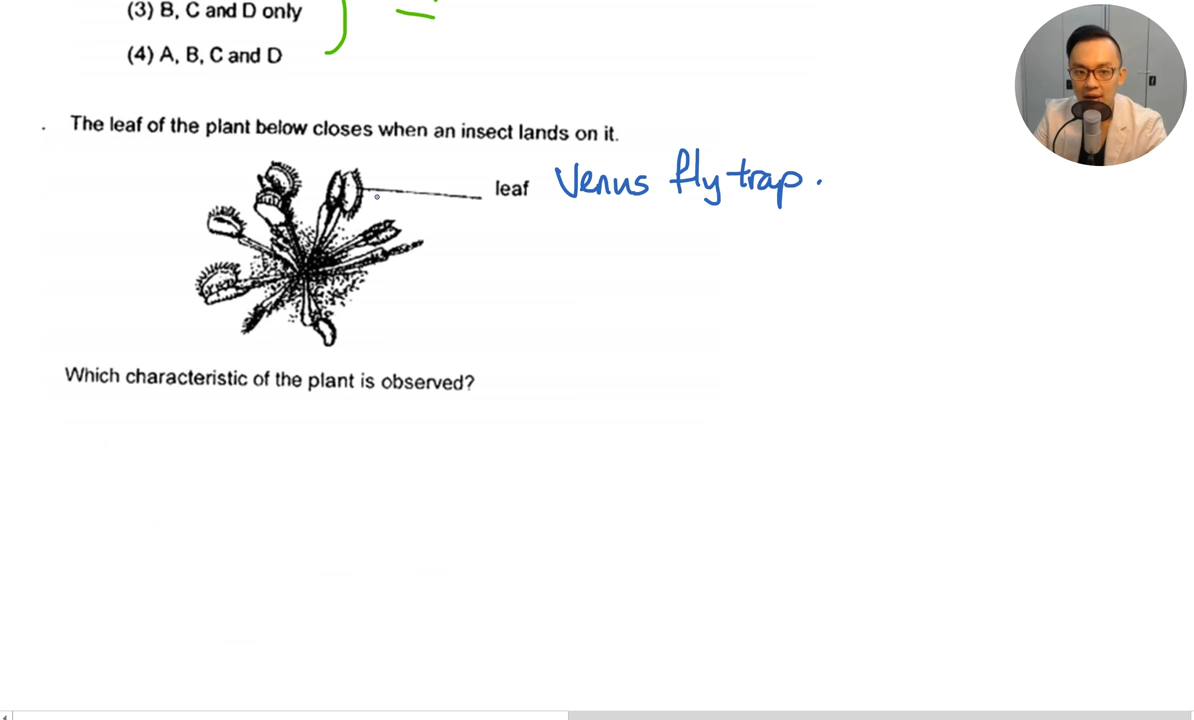 (3) B, C and D only
(4) A, B, C and D
. The leaf of the plant below closes when an insect lands on it.
leaf Venus fly trap.
Which characteristic of the plant is observed?